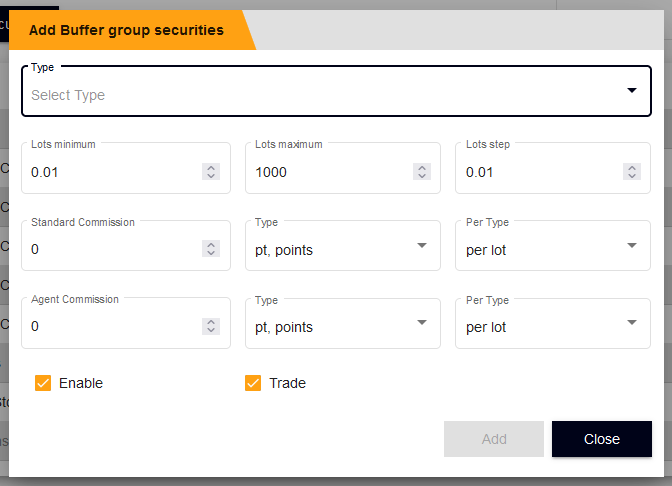 Add Buffer group securities
Type
Select Type
Lots minimum
Lots maximum
Lots step
0.01
1000
0.01
Standard Commission
Type
Per Type
0
pt, points
per lot
Agent Commission
Type
Per Type
0
pt, points
per lot
Enable
Trade
Add
Close